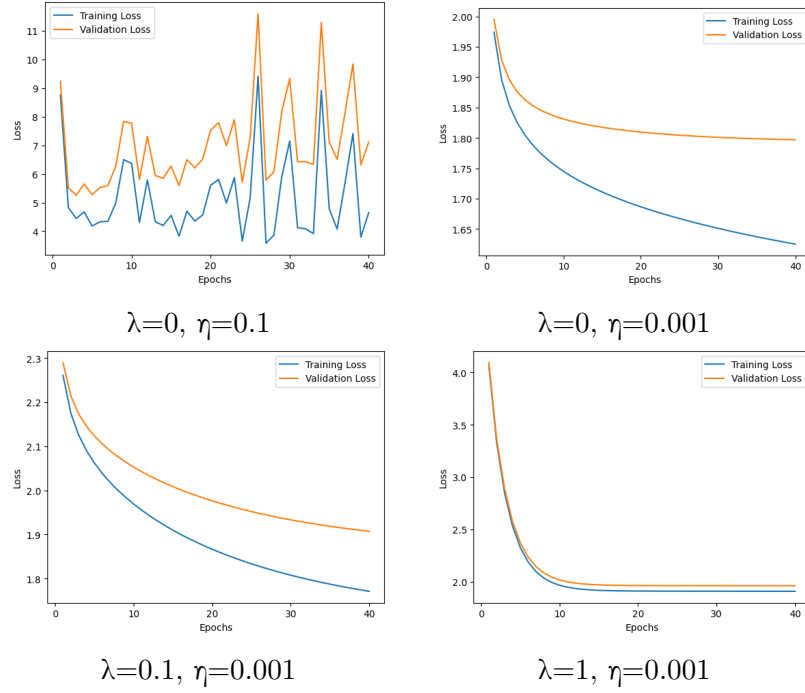 Training Loss
Validation Loss
11
10
9
8
7
6
5
4
Loss
0
10
20
30
40
Epochs
λ=0, η=0.1
Training Loss
Validation Loss
2.00
1.95
1.90
1.85
1.80
1.75
1.70
1.65
Loss
0
10
20
30
40
Epochs
λ=0, η=0.001
Training Loss
Validation Loss
2.3
2.2
2.1
2.0
1.9
1.8
Loss
0
10
20
30
40
Epochs
λ=0.1, η=0.001
Training Loss
Validation Loss
4.0
3.5
3.0
2.5
2.0
Loss
0
10
20
30
40
Epochs
λ=1, η=0.001